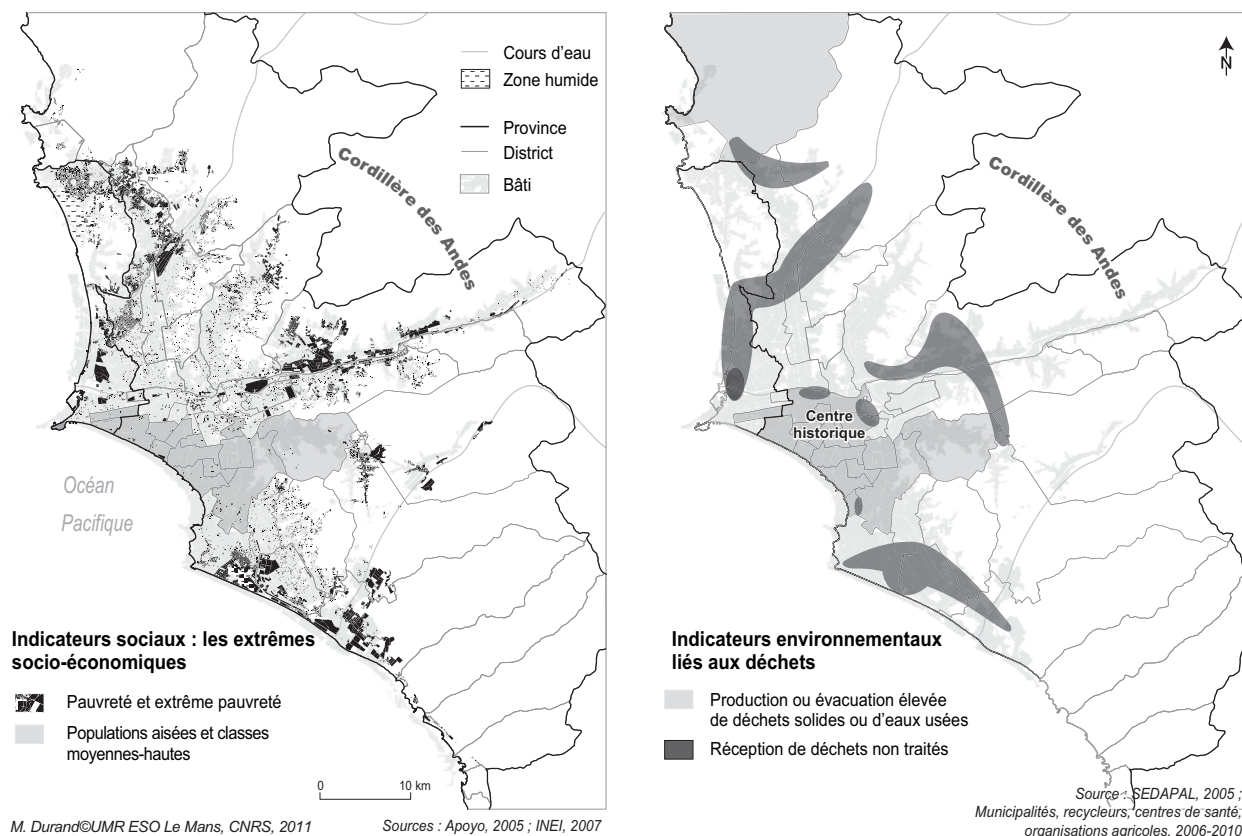 Cours d'eau
Zone humide
Province
District
Bâti
Cordillère des Andes
Océan
Pacifique
Indicateurs sociaux : les extrêmes
socio-économiques
Pauvreté et extrême pauvreté
Populations aisées et classes
moyennes-hautes
0 10 km
M. Durand©UMR ESO Le Mans, CNRS, 2011
Sources : Apoyo, 2005 ; INEI, 2007
N
Cordillère des Andes
Centre
historique
Indicateurs environnementaux
liés aux déchets
Production ou évacuation élevée
de déchets solides ou d'eaux usées
Réception de déchets non traités
Source : SEDAPAL, 2005 ;
Municipalités, recycleurs, centres de santé,
organisations agricoles, 2006-2010